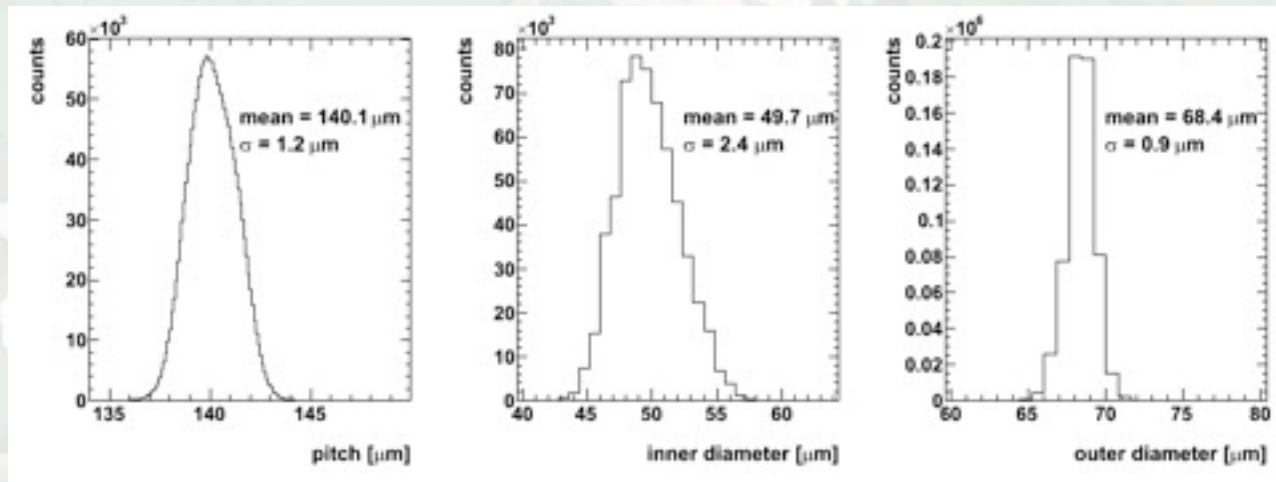 ×10³
counts
60
50
40
30
20
10
0
mean = 140.1 μm
σ = 1.2 μm
135 140 145
pitch [μm]
×10³
counts
80
70
60
50
40
30
20
10
0
mean = 49.7 μm
σ = 2.4 μm
40 45 50 55 60
inner diameter [μm]
×10⁶
counts
0.2
0.18
0.16
0.14
0.12
0.1
0.08
0.06
0.04
0.02
0
mean = 68.4 μm
σ = 0.9 μm
60 65 70 75 80
outer diameter [μm]